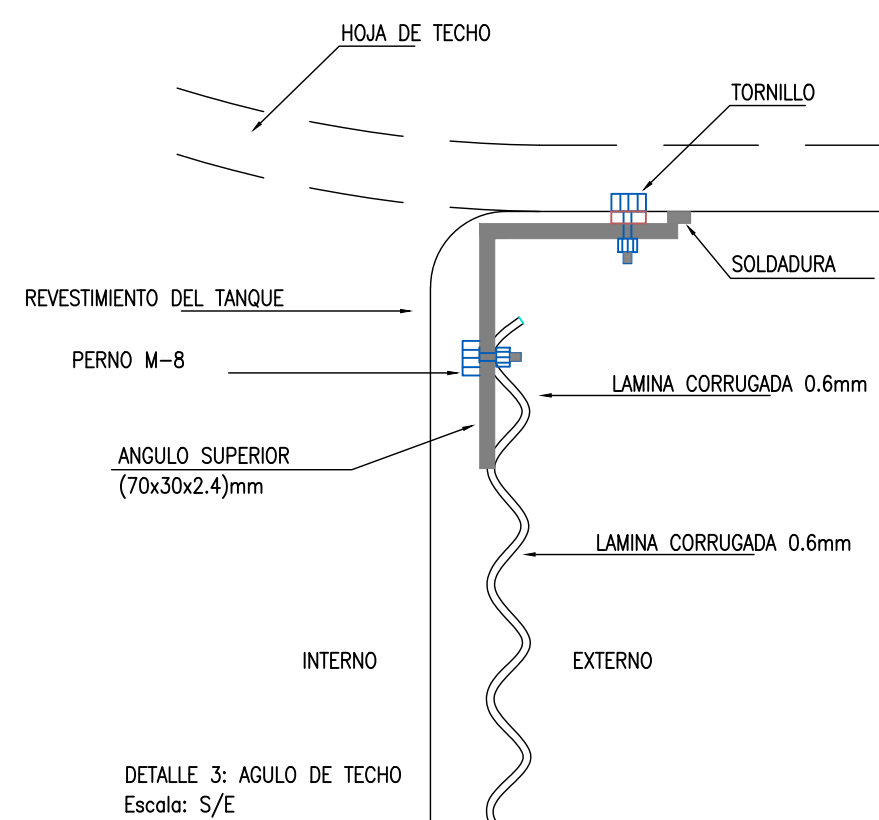 HOJA DE TECHO
TORNILLO
SOLDADURA
REVESTIMIENTO DEL TANQUE
PERNO M-8
LAMINA CORRUGADA 0.6mm
ANGULO SUPERIOR
(70x30x2.4)mm
LAMINA CORRUGADA 0.6mm
INTERNO
EXTERNO
DETALLE 3: AGULO DE TECHO
Escala: S/E